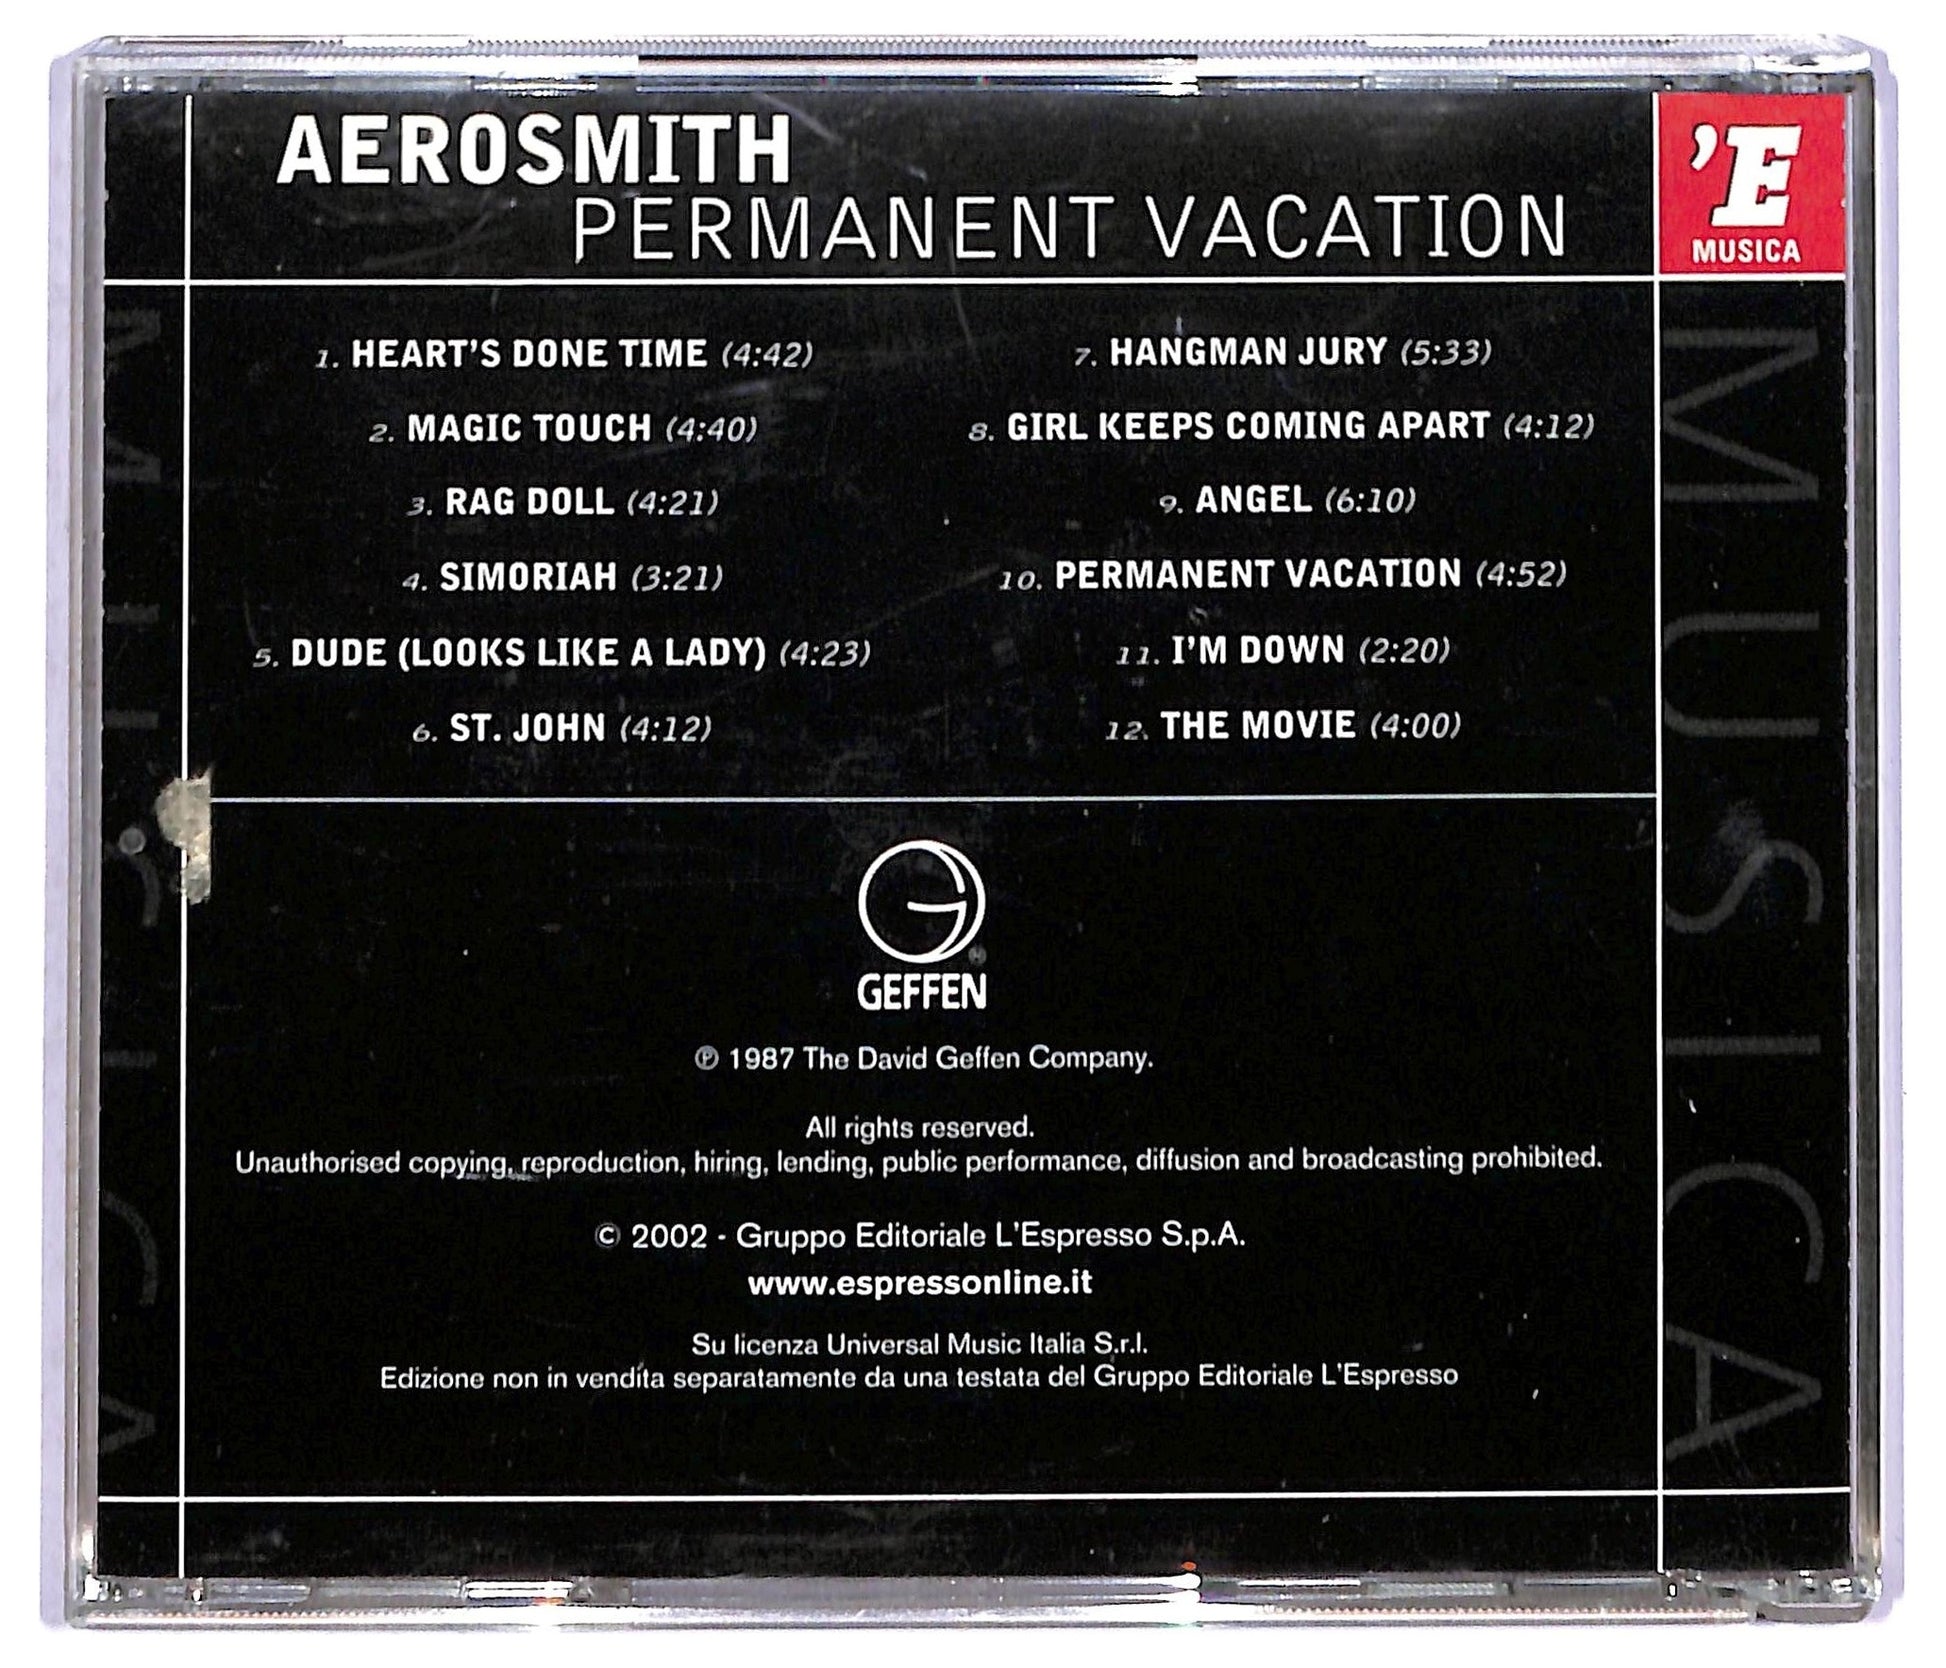 AEROSMITH
PERMANENT VACATION
'E
MUSICA
1. HEART'S DONE TIME (4:42)
2. MAGIC TOUCH (4:40)
3. RAG DOLL (4:21)
4. SIMORIAH (3:21)
5. DUDE (LOOKS LIKE A LADY) (4:23)
6. ST. JOHN (4:12)
7. HANGMAN JURY (5:33)
8. GIRL KEEPS COMING APART (4:12)
9. ANGEL (6:10)
10. PERMANENT VACATION (4:52)
11. I'M DOWN (2:20)
12. THE MOVIE (4:00)
GEFFEN
℗ 1987 The David Geffen Company.
All rights reserved.
Unauthorised copying, reproduction, hiring, lending, public performance, diffusion and broadcasting prohibited.
© 2002 - Gruppo Editoriale L'Espresso S.p.A.
www.espressonline.it
Su licenza Universal Music Italia S.r.l.
Edizione non in vendita separatamente da una testata del Gruppo Editoriale L'Espresso
MUSICA
MUSICA